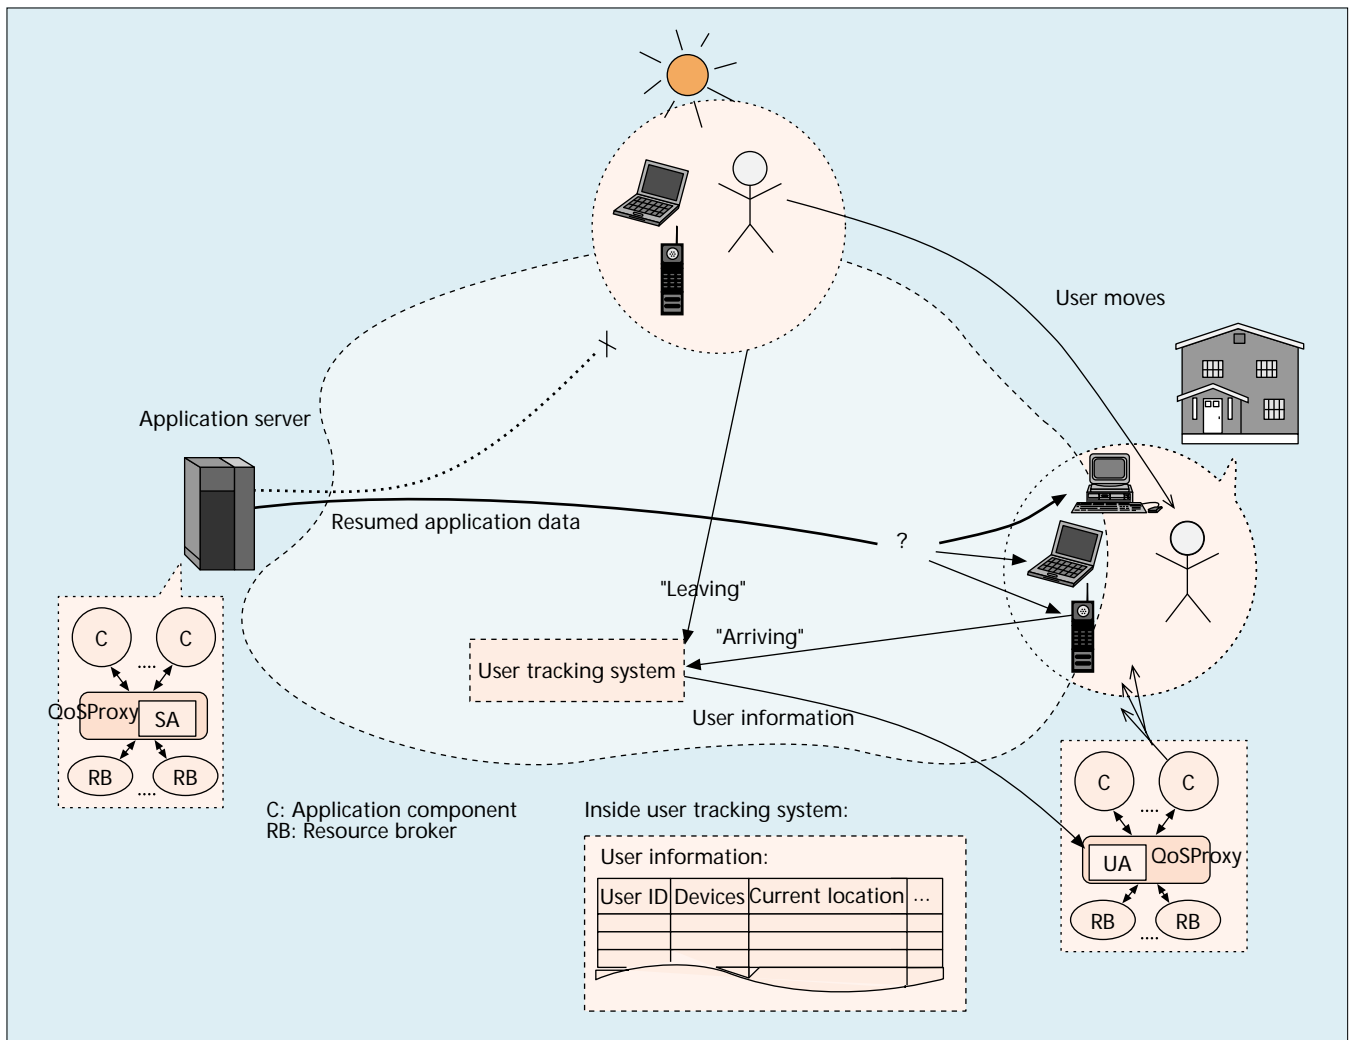 User moves
Application server
Resumed application data
?
"Leaving"
"Arriving"
User tracking system
User information
C
C
....
QoSProxy
SA
RB
RB
....
C: Application component
RB: Resource broker
Inside user tracking system:
User information:
User ID Devices Current location ...
C
C
....
UA
QoSProxy
RB
RB
....